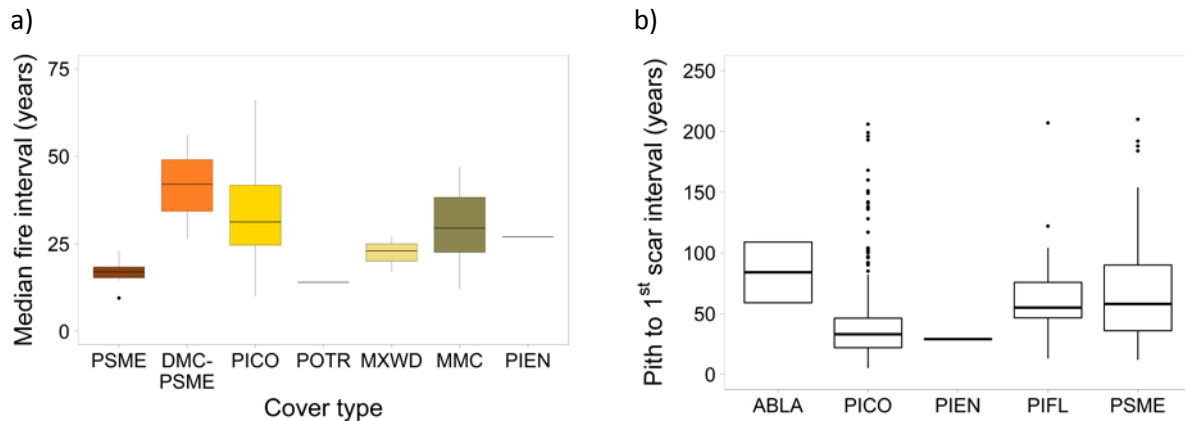 a)
Median fire interval (years)
75
50
25
0
PSME
DMC-
PSME
PICO
POTR
MXWD
MMC
PIEN
Cover type
b)
Pith to 1st scar interval (years)
250
200
150
100
50
0
ABLA
PICO
PIEN
PIFL
PSME